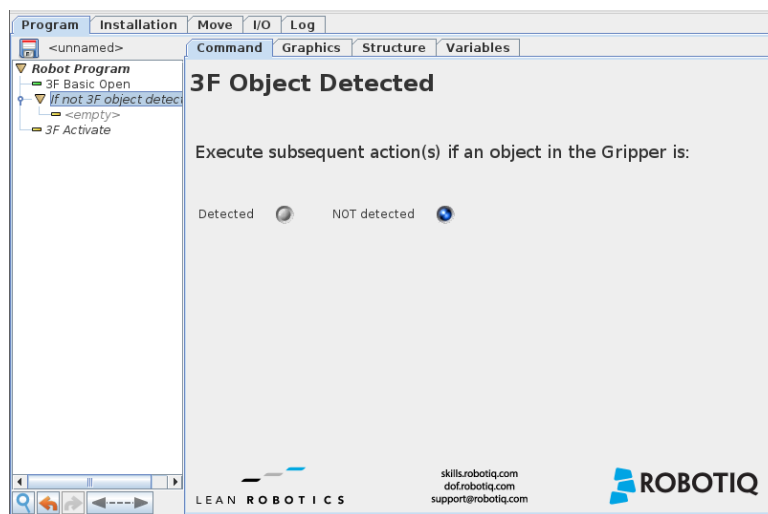 Program Installation Move I/O Log
<unnamed>
Command Graphics Structure Variables
Robot Program
3F Basic Open
If not 3F object detect
<empty>
3F Activate
3F Object Detected
Execute subsequent action(s) if an object in the Gripper is:
Detected NOT detected
LEAN ROBOTICS
skills.robotiq.com
dof.robotiq.com
support@robotiq.com
ROBOTIQ